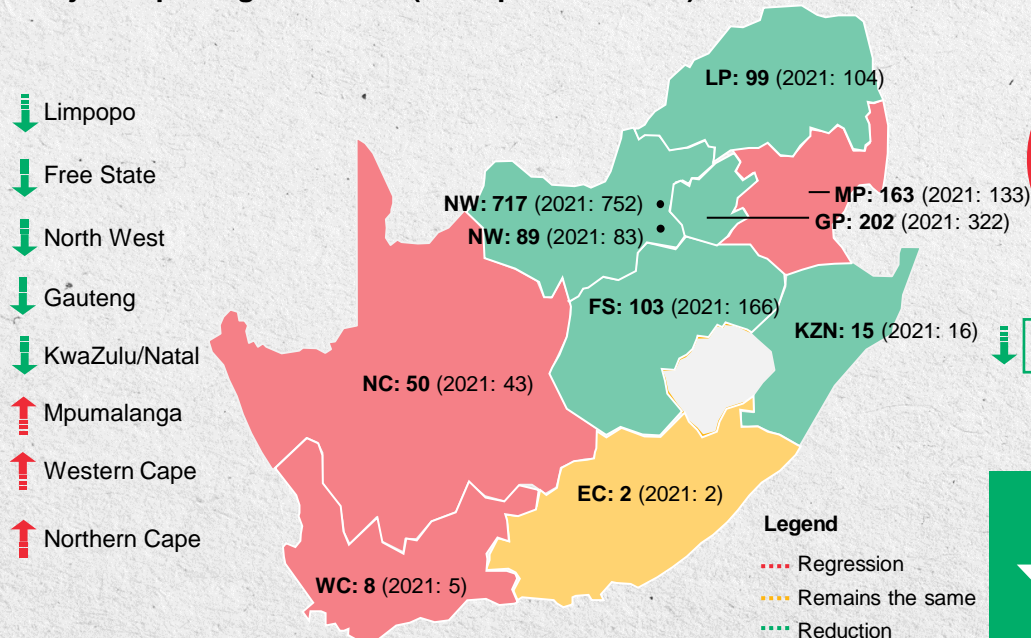 Limpopo
Free State
North West
Gauteng
KwaZulu/Natal
Mpumalanga
Western Cape
Northern Cape
LP: 99 (2021: 104)
MP: 163 (2021: 133)
GP: 202 (2021: 322)
NW: 717 (2021: 752)
NW: 89 (2021: 83)
FS: 103 (2021: 166)
KZN: 15 (2021: 16)
NC: 50 (2021: 43)
EC: 2 (2021: 2)
WC: 8 (2021: 5)
Legend
Regression
Remains the same
Reduction